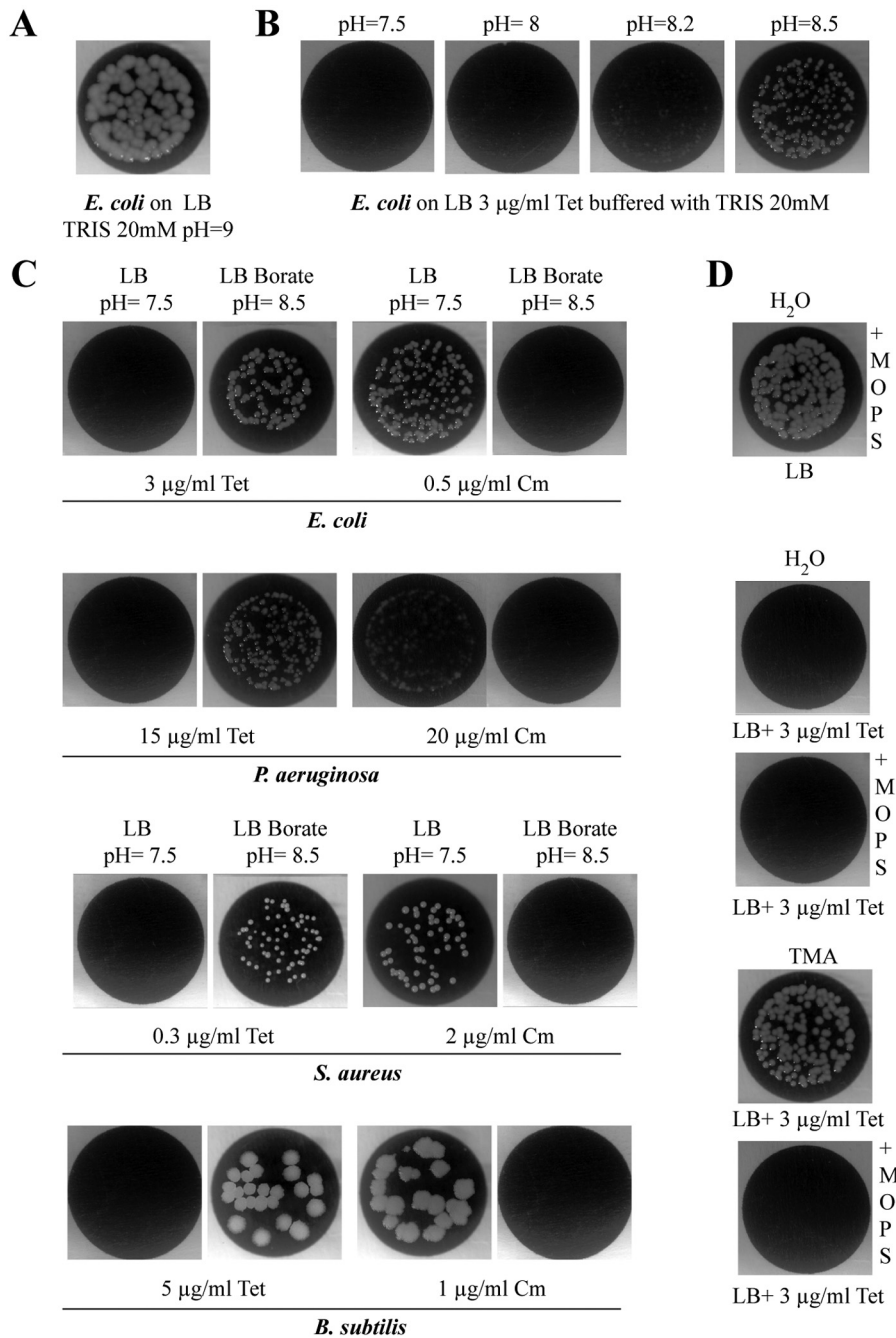 A
E. coli on LB
TRIS 20mM pH=9
B
pH=7.5 pH= 8 pH=8.2 pH=8.5
E. coli on LB 3 µg/ml Tet buffered with TRIS 20mM
C
LB LB Borate LB LB Borate
pH= 7.5 pH= 8.5 pH= 7.5 pH= 8.5
3 µg/ml Tet 0.5 µg/ml Cm
E. coli
15 µg/ml Tet 20 µg/ml Cm
P. aeruginosa
LB LB Borate LB LB Borate
pH= 7.5 pH= 8.5 pH= 7.5 pH= 8.5
0.3 µg/ml Tet 2 µg/ml Cm
S. aureus
5 µg/ml Tet 1 µg/ml Cm
B. subtilis
D
H2O
+
M
O
P
S
LB
H2O
LB+ 3 µg/ml Tet
+
M
O
P
S
LB+ 3 µg/ml Tet
TMA
LB+ 3 µg/ml Tet
+
M
O
P
S
LB+ 3 µg/ml Tet